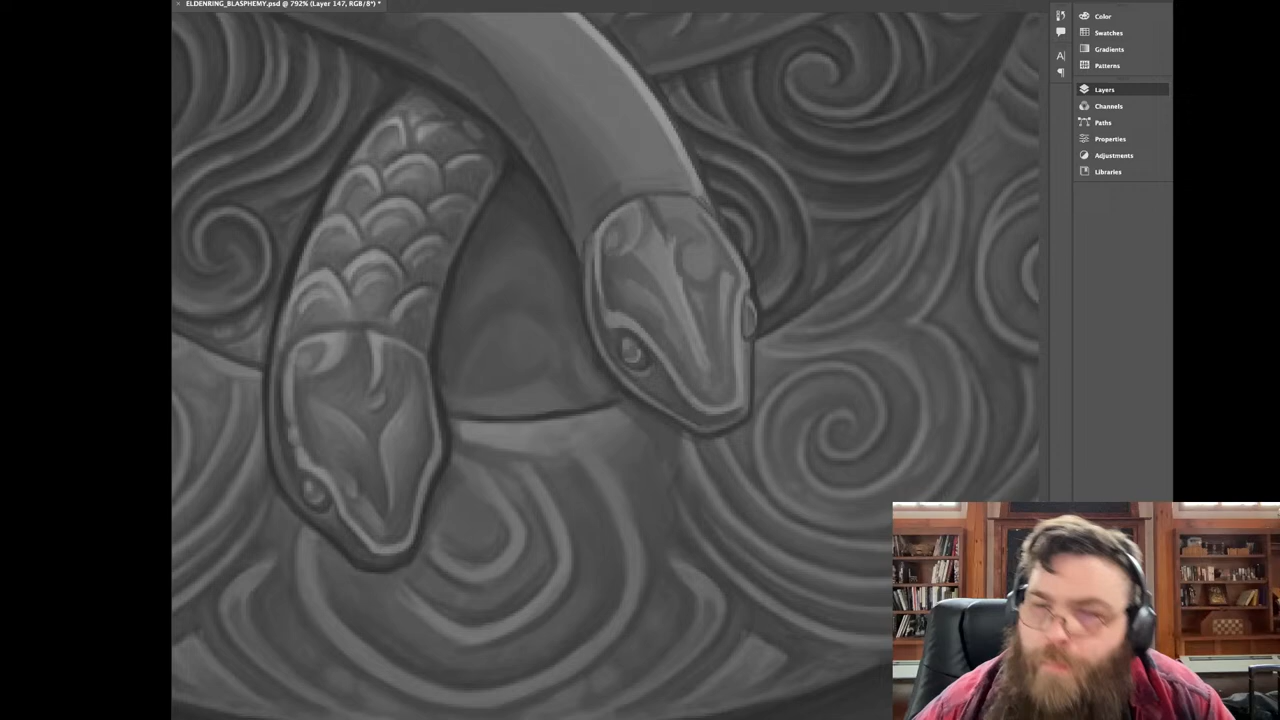 ELDENRING_BLASPHEMY.psd @ 792% (Layer 147, RGB/8*) *
Color
Swatches
Gradients
Patterns
Layers
Channels
Paths
Properties
Adjustments
Libraries